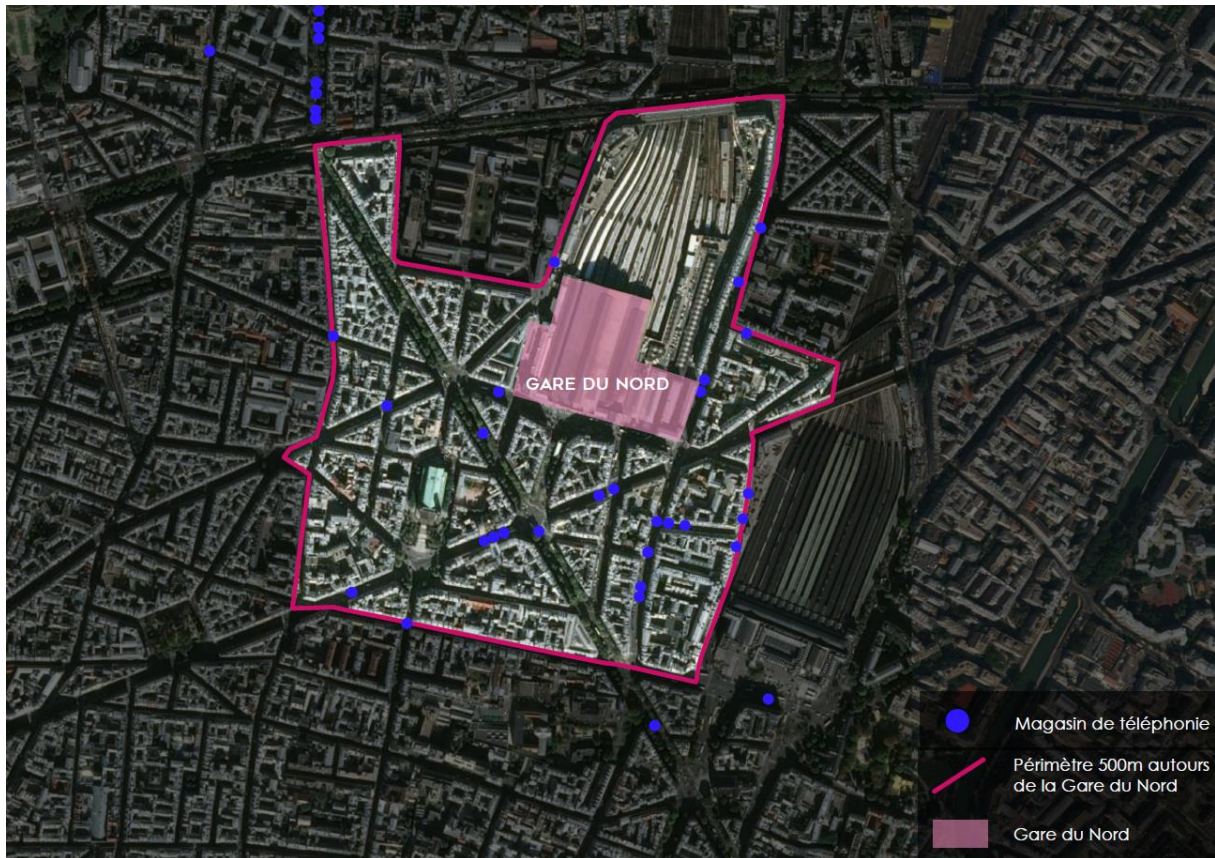 GARE DU NORD
Magasin de téléphonie
Périmètre 500m autours
de la Gare du Nord
Gare du Nord